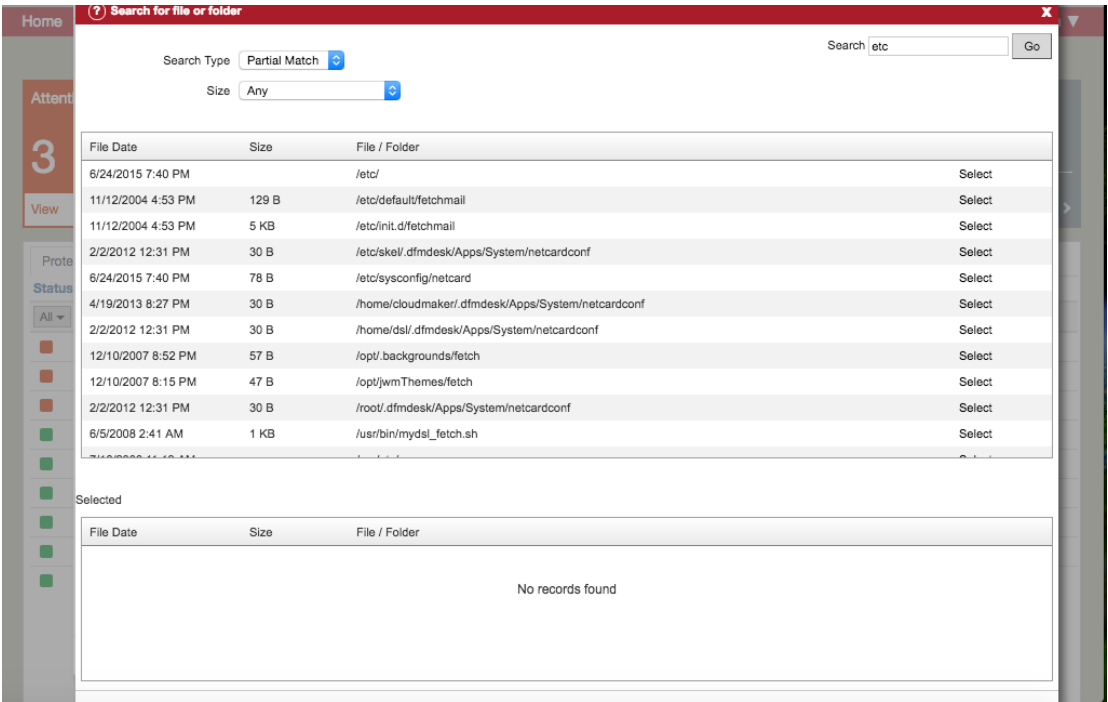 Home
? Search for file or folder X
Search Type Partial Match
Search etc Go
Size Any
Attent
3
View
File Date Size File / Folder
6/24/2015 7:40 PM /etc/ Select
11/12/2004 4:53 PM 129 B /etc/default/fetchmail Select
11/12/2004 4:53 PM 5 KB /etc/init.d/fetchmail Select
2/2/2012 12:31 PM 30 B /etc/skel/.dfmdesk/Apps/System/netcardconf Select
6/24/2015 7:40 PM 78 B /etc/sysconfig/netcard Select
4/19/2013 8:27 PM 30 B /home/cloudmaker/.dfmdesk/Apps/System/netcardconf Select
2/2/2012 12:31 PM 30 B /home/dsl/.dfmdesk/Apps/System/netcardconf Select
12/10/2007 8:52 PM 57 B /opt/.backgrounds/fetch Select
12/10/2007 8:15 PM 47 B /opt/jwmThemes/fetch Select
2/2/2012 12:31 PM 30 B /root/.dfmdesk/Apps/System/netcardconf Select
6/5/2008 2:41 AM 1 KB /usr/bin/mydsl_fetch.sh Select
Prote
Status
All
Selected
File Date Size File / Folder
No records found